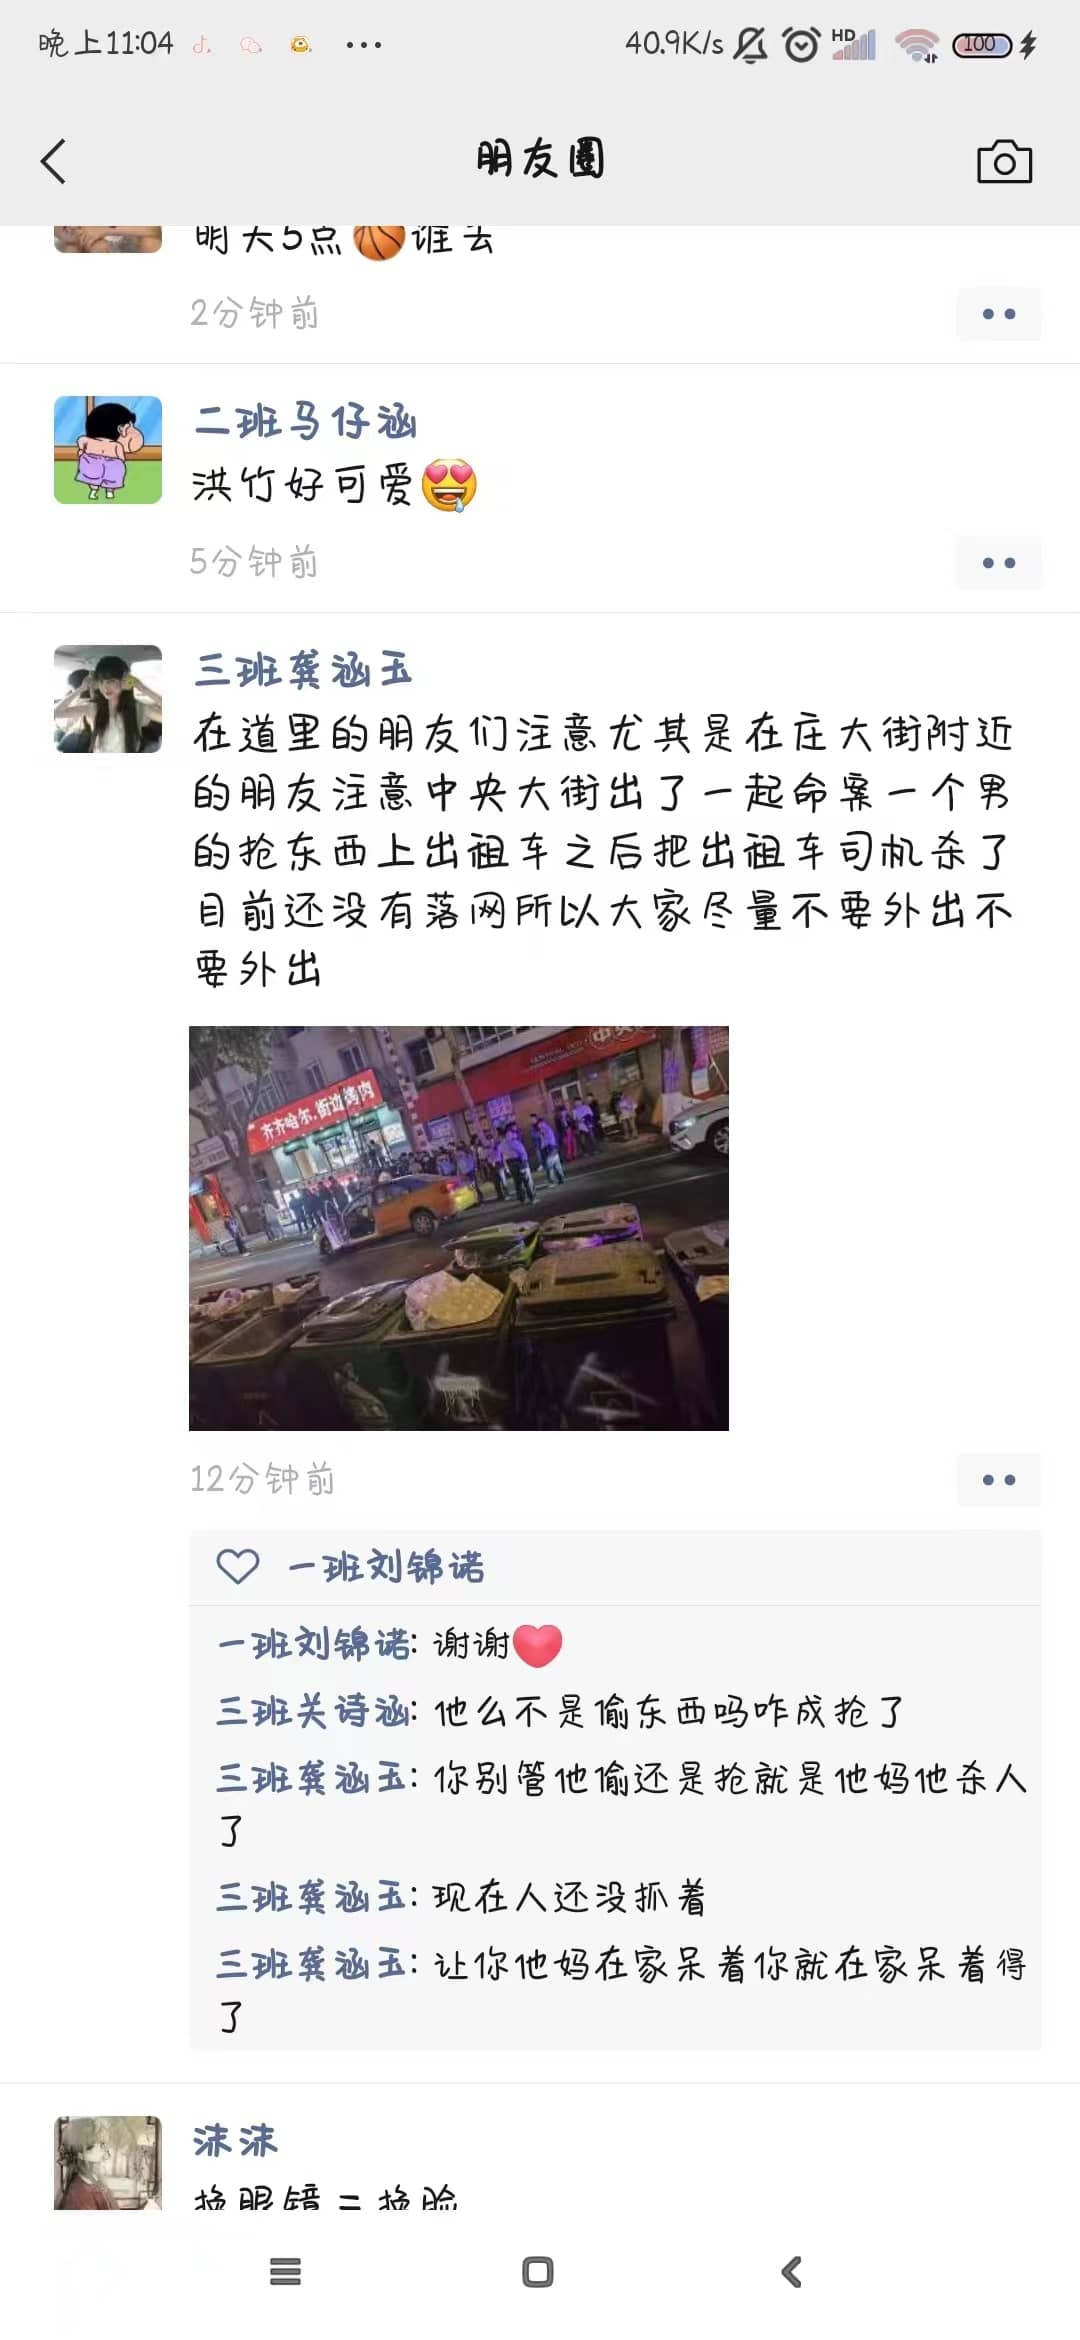 晚上11:04
40.9K/s
HD
100
朋友圈
明天5点🏀谁去
2分钟前
二班马仔涵
洪竹好可爱🤤
5分钟前
三班龚涵玉
在道里的朋友们注意尤其是在庄大街附近
的朋友注意中央大街出了一起命案一个男
的抢东西上出租车之后把出租车司机杀了
目前还没有落网所以大家尽量不要外出不
要外出
齐齐哈尔.街边烤肉
12分钟前
一班刘锦诺
一班刘锦诺: 谢谢❤
三班关诗涵: 他么不是偷东西吗咋成抢了
三班龚涵玉: 你别管他偷还是抢就是他妈他杀人
了
三班龚涵玉: 现在人还没抓着
三班龚涵玉: 让你他妈在家呆着你就在家呆着得
了
沫沫
换眼镜=换脸